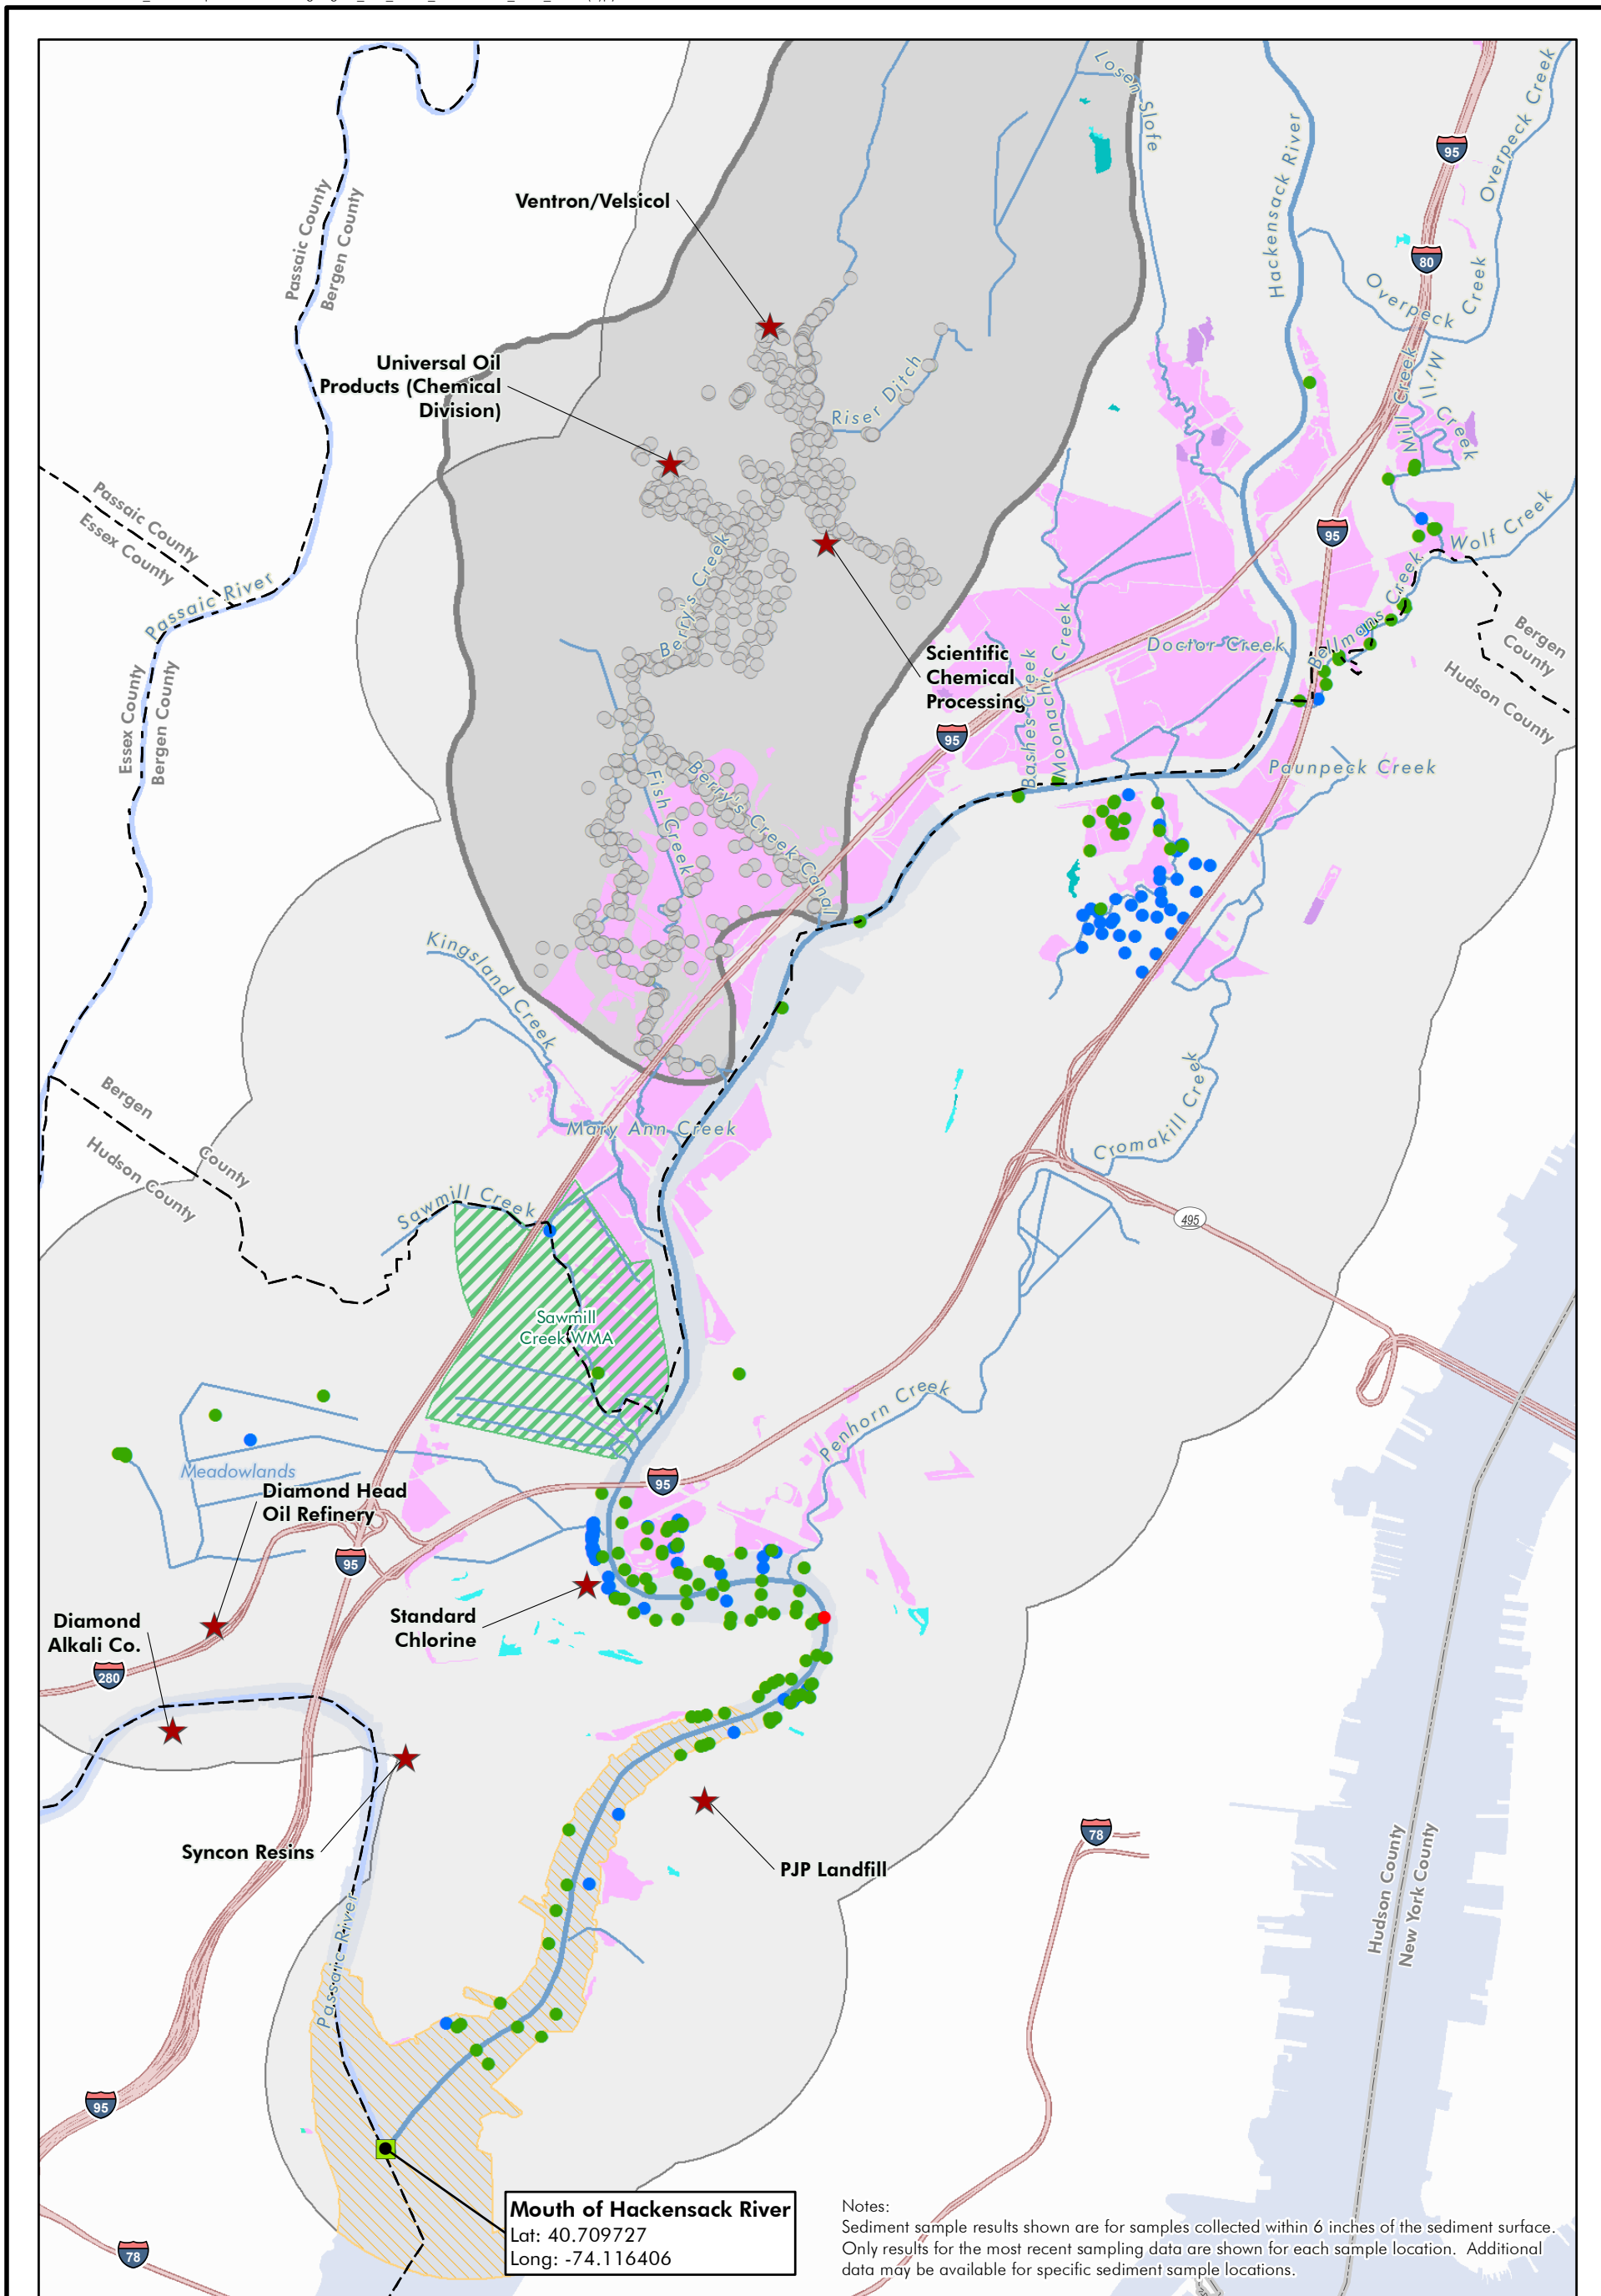 Losen Slofe
Hackensack River
Overpeck Creek
95
Ventron/Velsicol
Passaic County
Bergen County
80
Overpeck Creek
Universal Oil
Products (Chemical
Division)
Riser Ditch
Mill Creek
Mill Creek
Passaic County
Essex County
95
Wolf Creek
Passaic River
Berry's Creek
Bellmans Creek
Bergen
County
Hudson County
Scientific
Chemical
Processing
Doctor Creek
Essex County
Bergen County
Bashes Creek
Moonachie Creek
95
Paunpeck Creek
Berry's Creek Canal
Fish Creek
Kingsland Creek
Bergen
County
Hudson County
Mary Ann Creek
Cromakill Creek
Sawmill Creek
495
Sawmill
Creek WMA
Penhorn Creek
Meadowlands
95
Diamond Head
Oil Refinery
95
Diamond
Alkali Co.
Standard
Chlorine
280
Syncon Resins
PJP Landfill
78
Hudson County
New York County
Passaic River
95
Mouth of Hackensack River
Lat: 40.709727
Long: -74.116406
78
Notes:
Sediment sample results shown are for samples collected within 6 inches of the sediment surface.
Only results for the most recent sampling data are shown for each sample location.  Additional
data may be available for specific sediment sample locations.